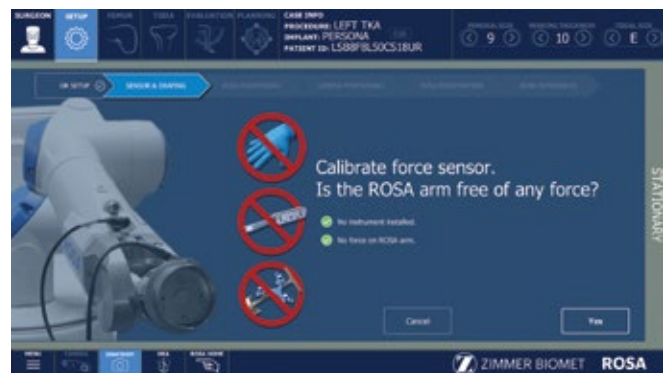 SURGEON
SETUP
FEMUR
TIBIA
EVALUATION
PLANNING
CASE INFO
PROCEDURE: LEFT TKA
IMPLANT: PERSONA
PATIENT ID: LS88F8LS0CS18UR
9
10
E
OR SETUP
SENSOR & DRAPING
Calibrate force sensor.
Is the ROSA arm free of any force?
No instrument installed.
No force on ROSA arm.
Cancel
Yes
STATIONARY
MENU
ZIMMER BIOMET
ROSA